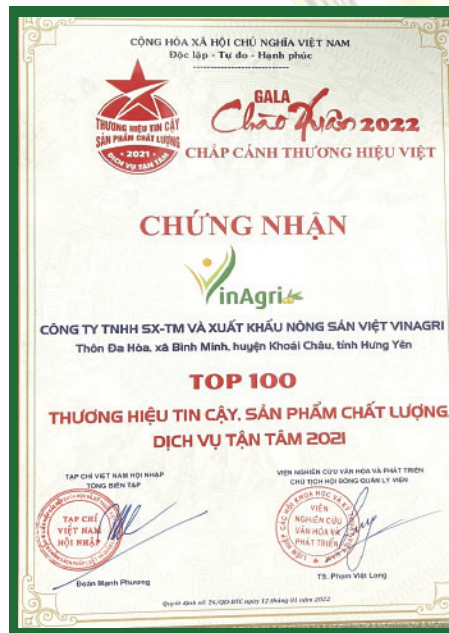 CỘNG HÒA XÃ HỘI CHỦ NGHĨA VIỆT NAM
Độc lập - Tự do - Hạnh phúc
THƯƠNG HIỆU TIN CẬY
SẢN PHẨM CHẤT LƯỢNG
2021
DỊCH VỤ TẬN TÂM
GALA
Chào Xuân 2022
CHẮP CÁNH THƯƠNG HIỆU VIỆT
CHỨNG NHẬN
VinAgri
CÔNG TY TNHH SX-TM VÀ XUẤT KHẨU NÔNG SẢN VIỆT VINAGRI
Thôn Đa Hòa, xã Bình Minh, huyện Khoái Châu, tỉnh Hưng Yên
TOP 100
THƯƠNG HIỆU TIN CẬY, SẢN PHẨM CHẤT LƯỢNG,
DỊCH VỤ TẬN TÂM 2021
TẠP CHÍ VIỆT NAM HỘI NHẬP
TỔNG BIÊN TẬP
TẠP CHÍ
VIỆT NAM
HỘI NHẬP
Đoàn Mạnh Phương
VIỆN NGHIÊN CỨU VĂN HÓA VÀ PHÁT TRIỂN
CHỦ TỊCH HỘI ĐỒNG QUẢN LÝ VIỆN
VIỆN
NGHIÊN CỨU
VĂN HÓA VÀ
PHÁT TRIỂN
TS. Phạm Việt Long